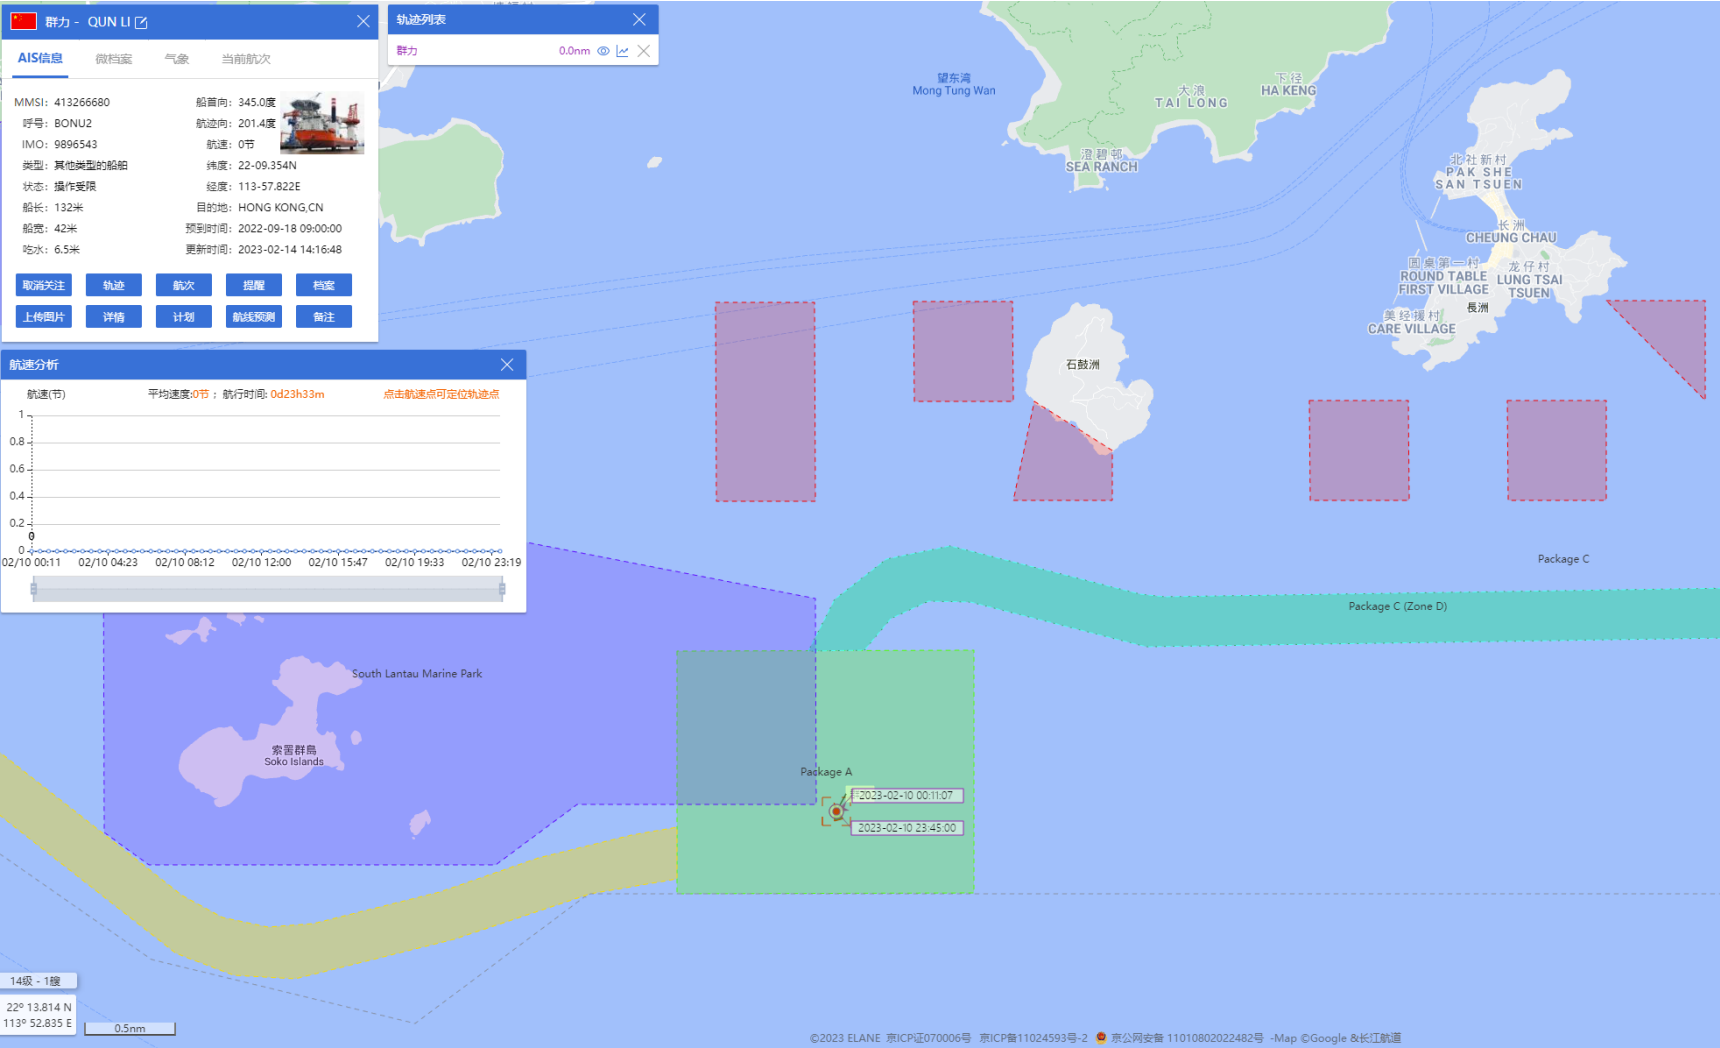 群力 - QUN LI
AIS信息 微档案 气象 当前航次
MMSI: 413266680 船首向: 345.0度
呼号: BONU2 航迹向: 201.4度
IMO: 9896543 航速: 0节
类型: 其他类型的船舶 纬度: 22-09.354N
状态: 操作受限 经度: 113-57.822E
船长: 132米 目的地: HONG KONG,CN
船宽: 42米 预到时间: 2022-09-18 09:00:00
吃水: 6.5米 更新时间: 2023-02-14 14:16:48
取消关注 轨迹 航次 提醒 档案
上传图片 详情 计划 航线预测 备注
轨迹列表
群力 0.0nm
航速分析
航速(节) 平均速度:0节 ; 航行时间: 0d23h33m 点击航速点可定位轨迹点
1
0.8
0.6
0.4
0.2
0
0
02/10 00:11 02/10 04:23 02/10 08:12 02/10 12:00 02/10 15:47 02/10 19:33 02/10 23:19
望东湾
Mong Tung Wan
大浪
TAI LONG
下径
HA KENG
澄碧邨
SEA RANCH
北社新村
PAK SHE
SAN TSUEN
长洲
CHEUNG CHAU
圆桌第一村
ROUND TABLE
FIRST VILLAGE
龙仔村
LUNG TSAI
TSUEN
長洲
美经援村
CARE VILLAGE
石鼓洲
Package C
Package C (Zone D)
South Lantau Marine Park
索罟群島
Soko Islands
Package A
2023-02-10 00:11:07
2023-02-10 23:45:00
14级 - 1艘
22º 13.814 N
113º 52.835 E
0.5nm
©2023 ELANE 京ICP证070006号 京ICP备11024593号-2 京公网安备 11010802022482号 -Map ©Google &长江航道